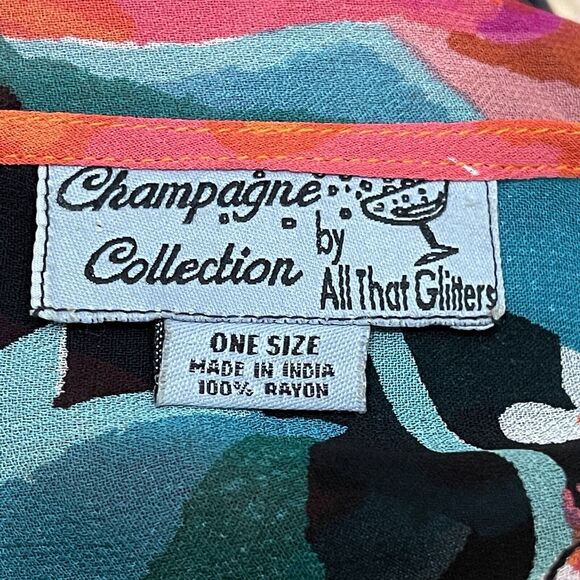 Champagne
Collection
by
All That Glitters
ONE SIZE
MADE IN INDIA
100% RAYON